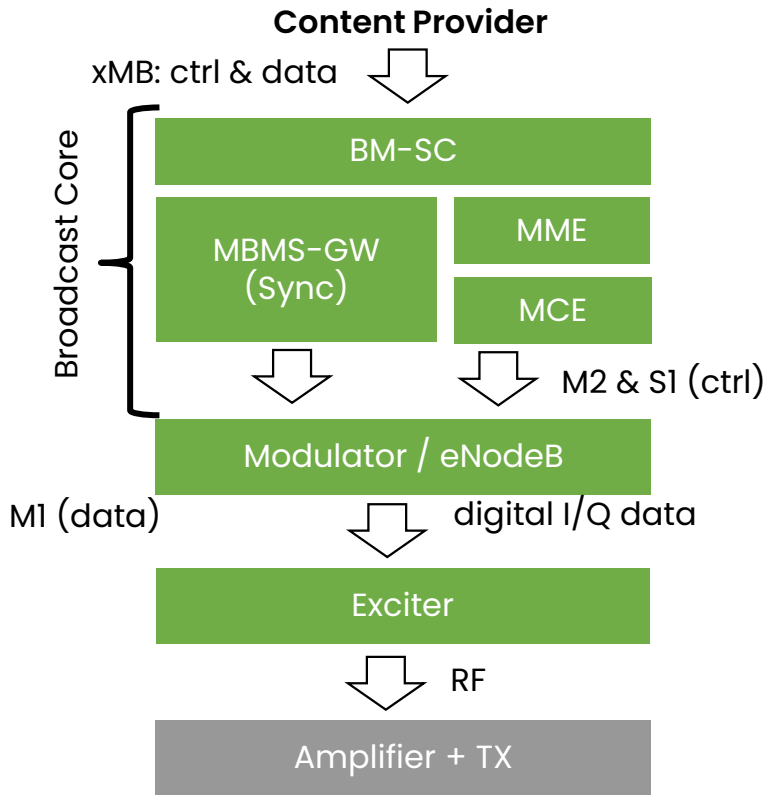 Content Provider
xMB: ctrl & data
Broadcast Core
BM-SC
MBMS-GW
(Sync)
MME
MCE
M2 & S1 (ctrl)
Modulator / eNodeB
M1 (data)
digital I/Q data
Exciter
RF
Amplifier + TX